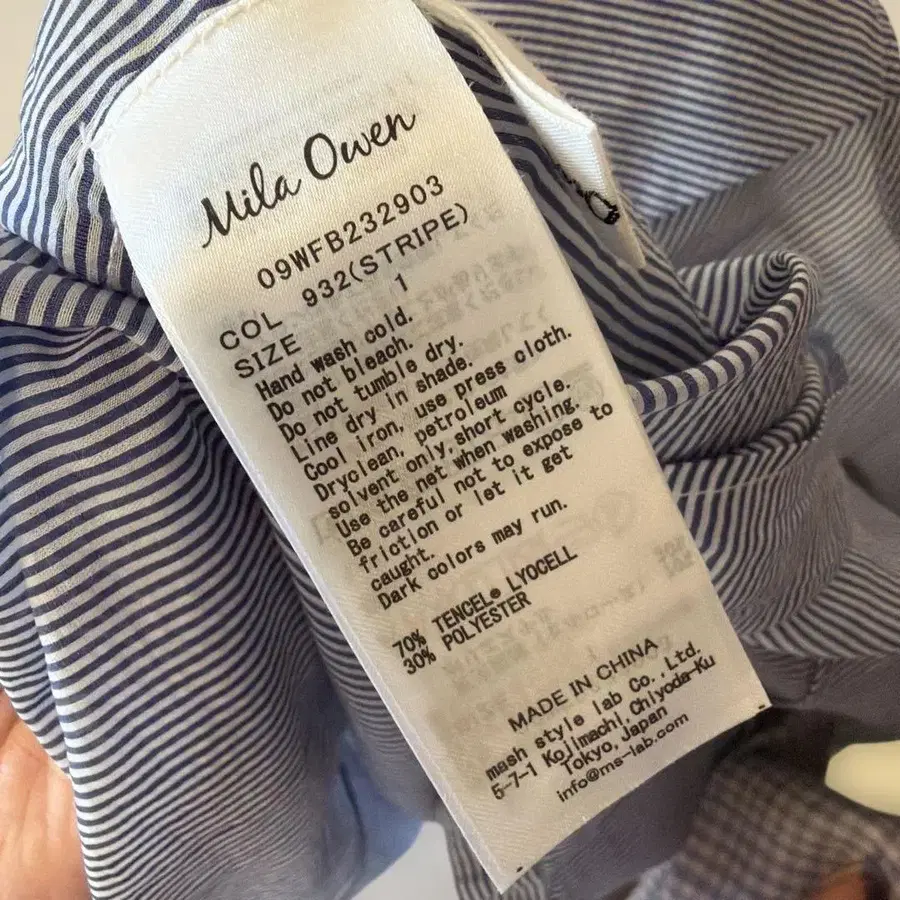 Mila Owen
09WFB232903
COL 932(STRIPE)
SIZE 1
Hand wash cold.
Do not bleach.
Do not tumble dry.
Line dry in shade.
Cool iron, use press cloth.
Dryclean, petroleum
solvent only,short cycle.
Use the net when washing.
Be careful not to expose to
friction or let it get
caught.
Dark colors may run.
70% TENCEL® LYOCELL
30% POLYESTER
MADE IN CHINA
mash style lab Co.,Ltd.
5-7-1 Kojimachi,Chiyoda-Ku
Tokyo,Japan
info@ms-lab.com